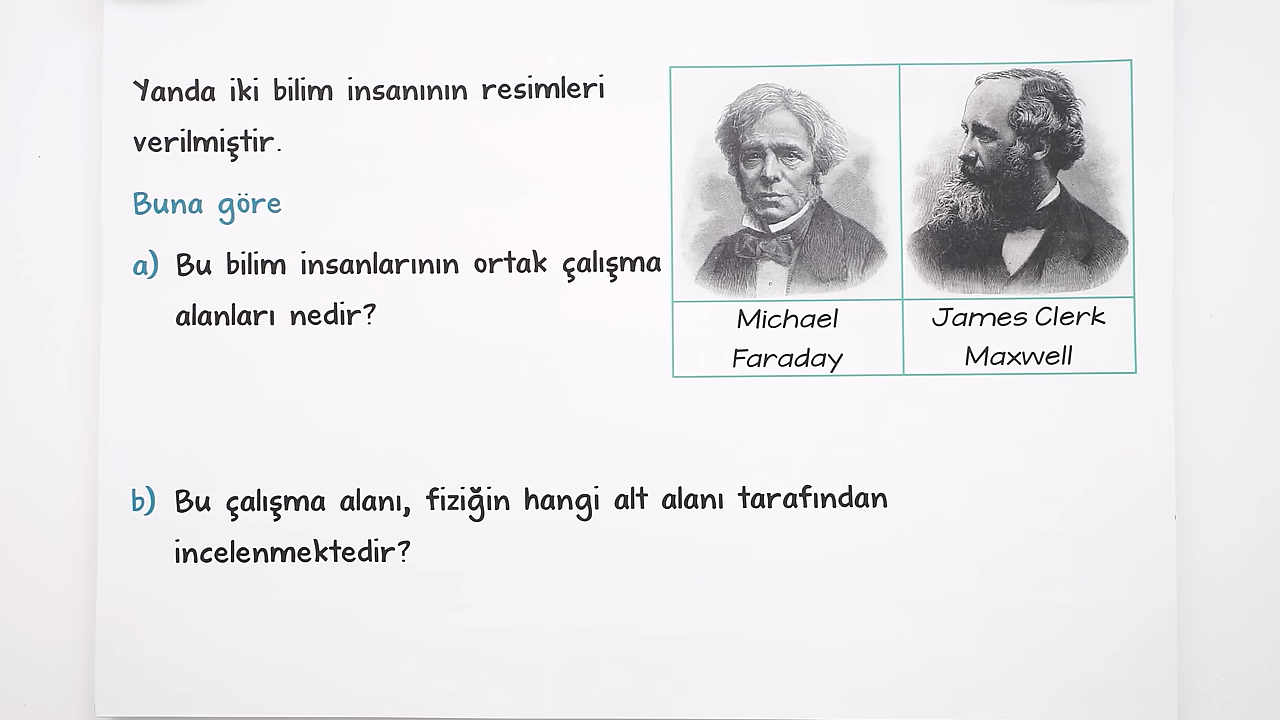 Yanda iki bilim insanının resimleri
verilmiştir.
Buna göre
a) Bu bilim insanlarının ortak çalışma
alanları nedir?
Michael
Faraday
James Clerk
Maxwell
b) Bu çalışma alanı, fiziğin hangi alt alanı tarafından
incelenmektedir?